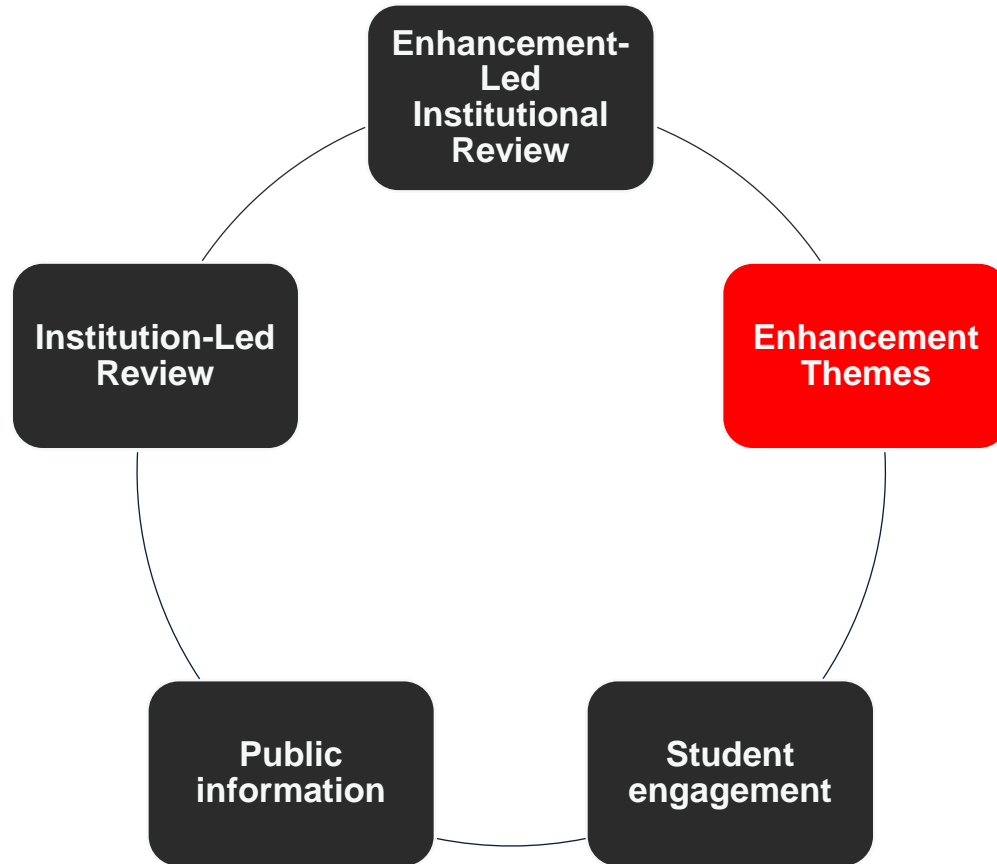 Enhancement-
Led
Institutional
Review
Institution-Led
Review
Enhancement
Themes
Public
information
Student
engagement